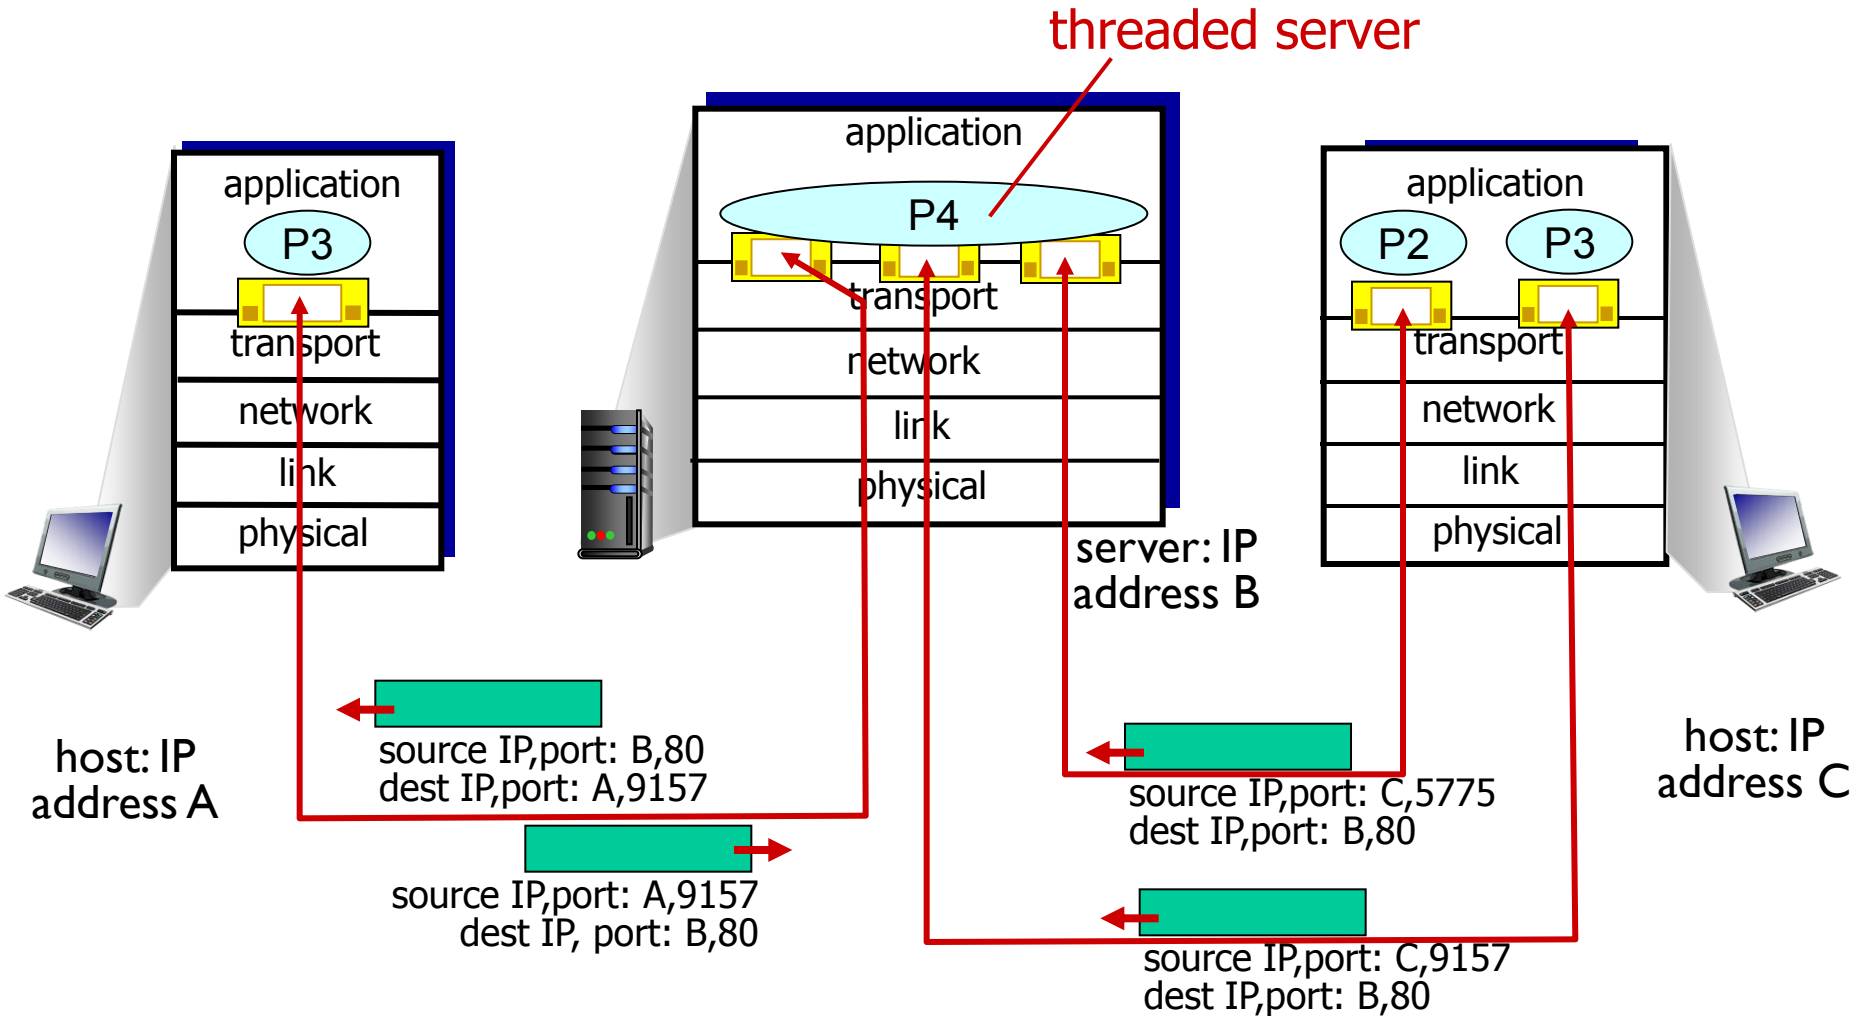 threaded server
application
P3
transport
network
link
physical
application
P4
transport
network
link
physical
application
P2
P3
transport
network
link
physical
server: IP
address B
host: IP
address A
source IP,port: B,80
dest IP,port: A,9157
source IP,port: A,9157
dest IP, port: B,80
source IP,port: C,5775
dest IP,port: B,80
source IP,port: C,9157
dest IP,port: B,80
host: IP
address C